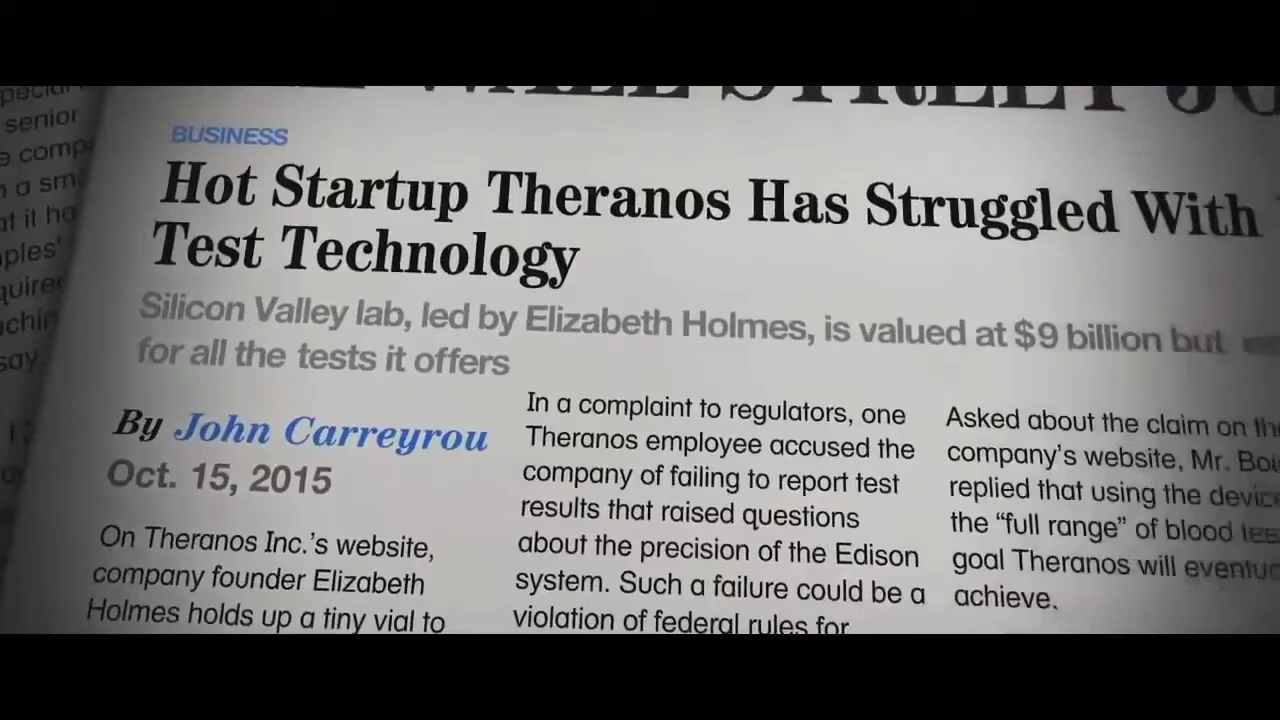 WALL STREET
BUSINESS
Hot Startup Theranos Has Struggled With
Test Technology
Silicon Valley lab, led by Elizabeth Holmes, is valued at $9 billion but
for all the tests it offers
By John Carreyrou
Oct. 15, 2015
On Theranos Inc.'s website,
company founder Elizabeth
Holmes holds up a tiny vial to
In a complaint to regulators, one
Theranos employee accused the
company of failing to report test
results that raised questions
about the precision of the Edison
system. Such a failure could be a
violation of federal rules for
Asked about the claim on the
company's website, Mr.
replied that using the
the “full range” of blood
goal Theranos will
achieve.
senior